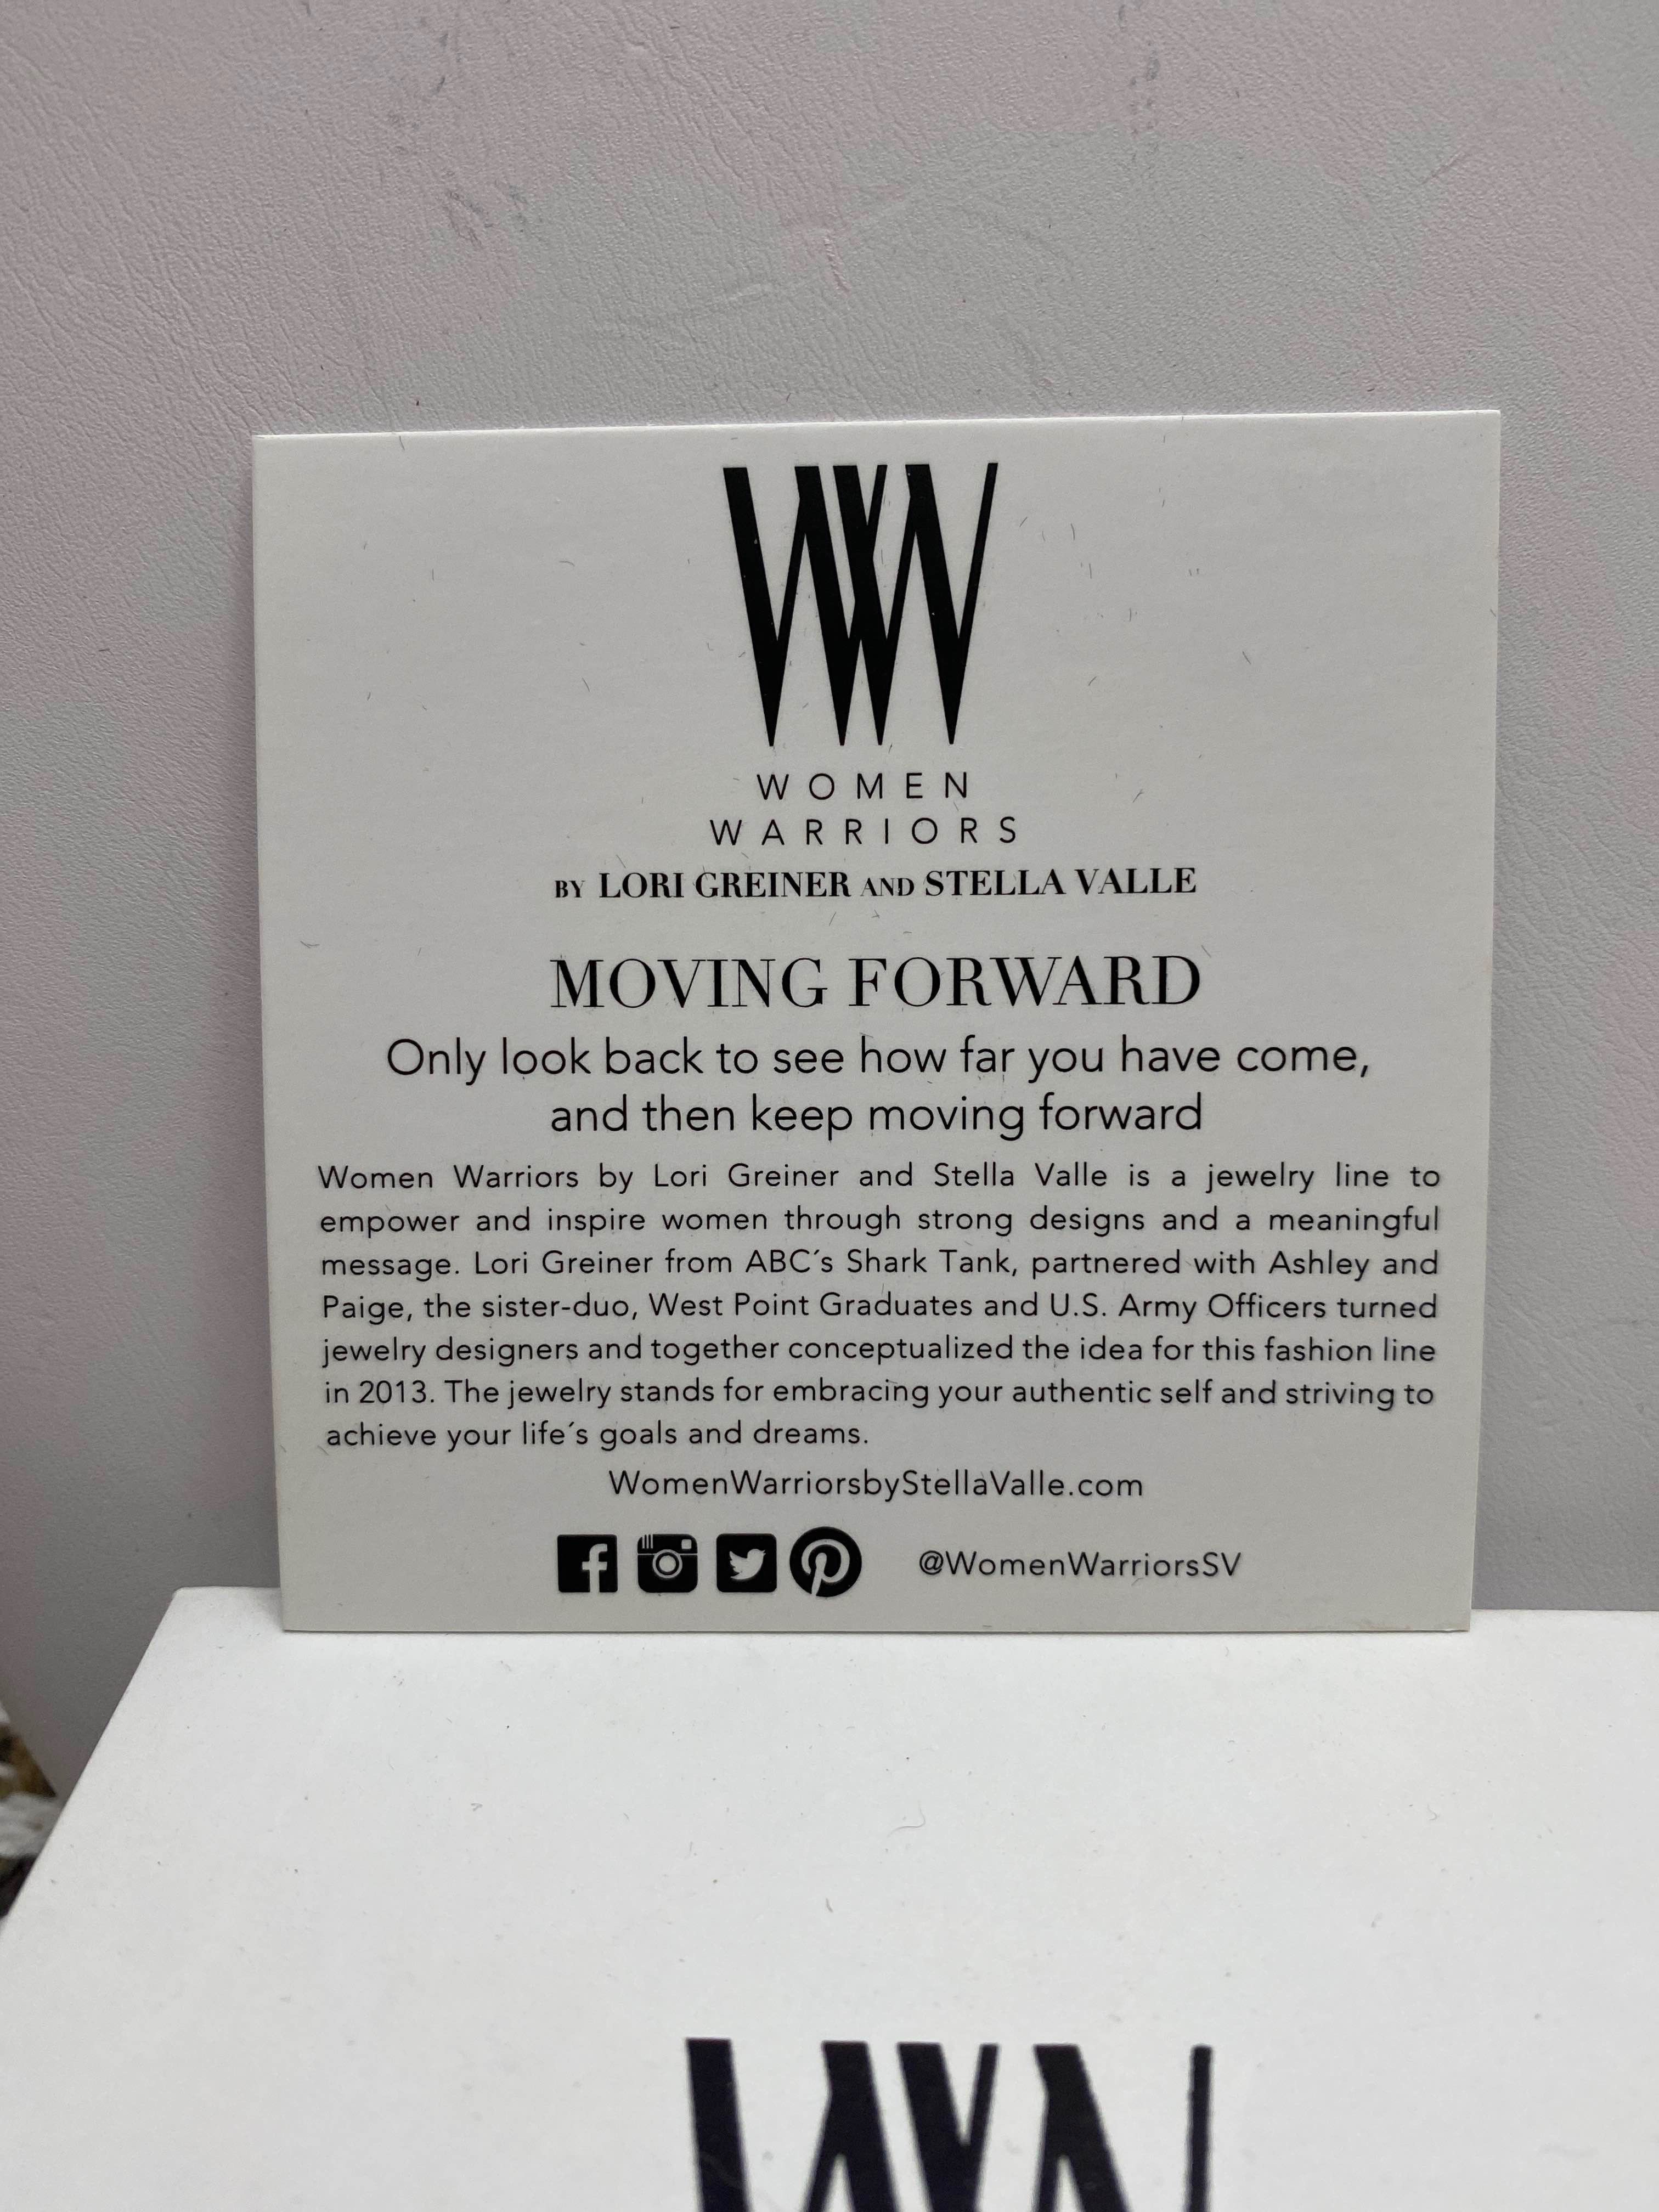 WW
WOMEN
WARRIORS
BY LORI GREINER AND STELLA VALLE
MOVING FORWARD
Only look back to see how far you have come,
and then keep moving forward
Women Warriors by Lori Greiner and Stella Valle is a jewelry line to
empower and inspire women through strong designs and a meaningful
message. Lori Greiner from ABC´s Shark Tank, partnered with Ashley and
Paige, the sister-duo, West Point Graduates and U.S. Army Officers turned
jewelry designers and together conceptualized the idea for this fashion line
in 2013. The jewelry stands for embracing your authentic self and striving to
achieve your life´s goals and dreams.
WomenWarriorsbyStellaValle.com
@WomenWarriorsSV
WW